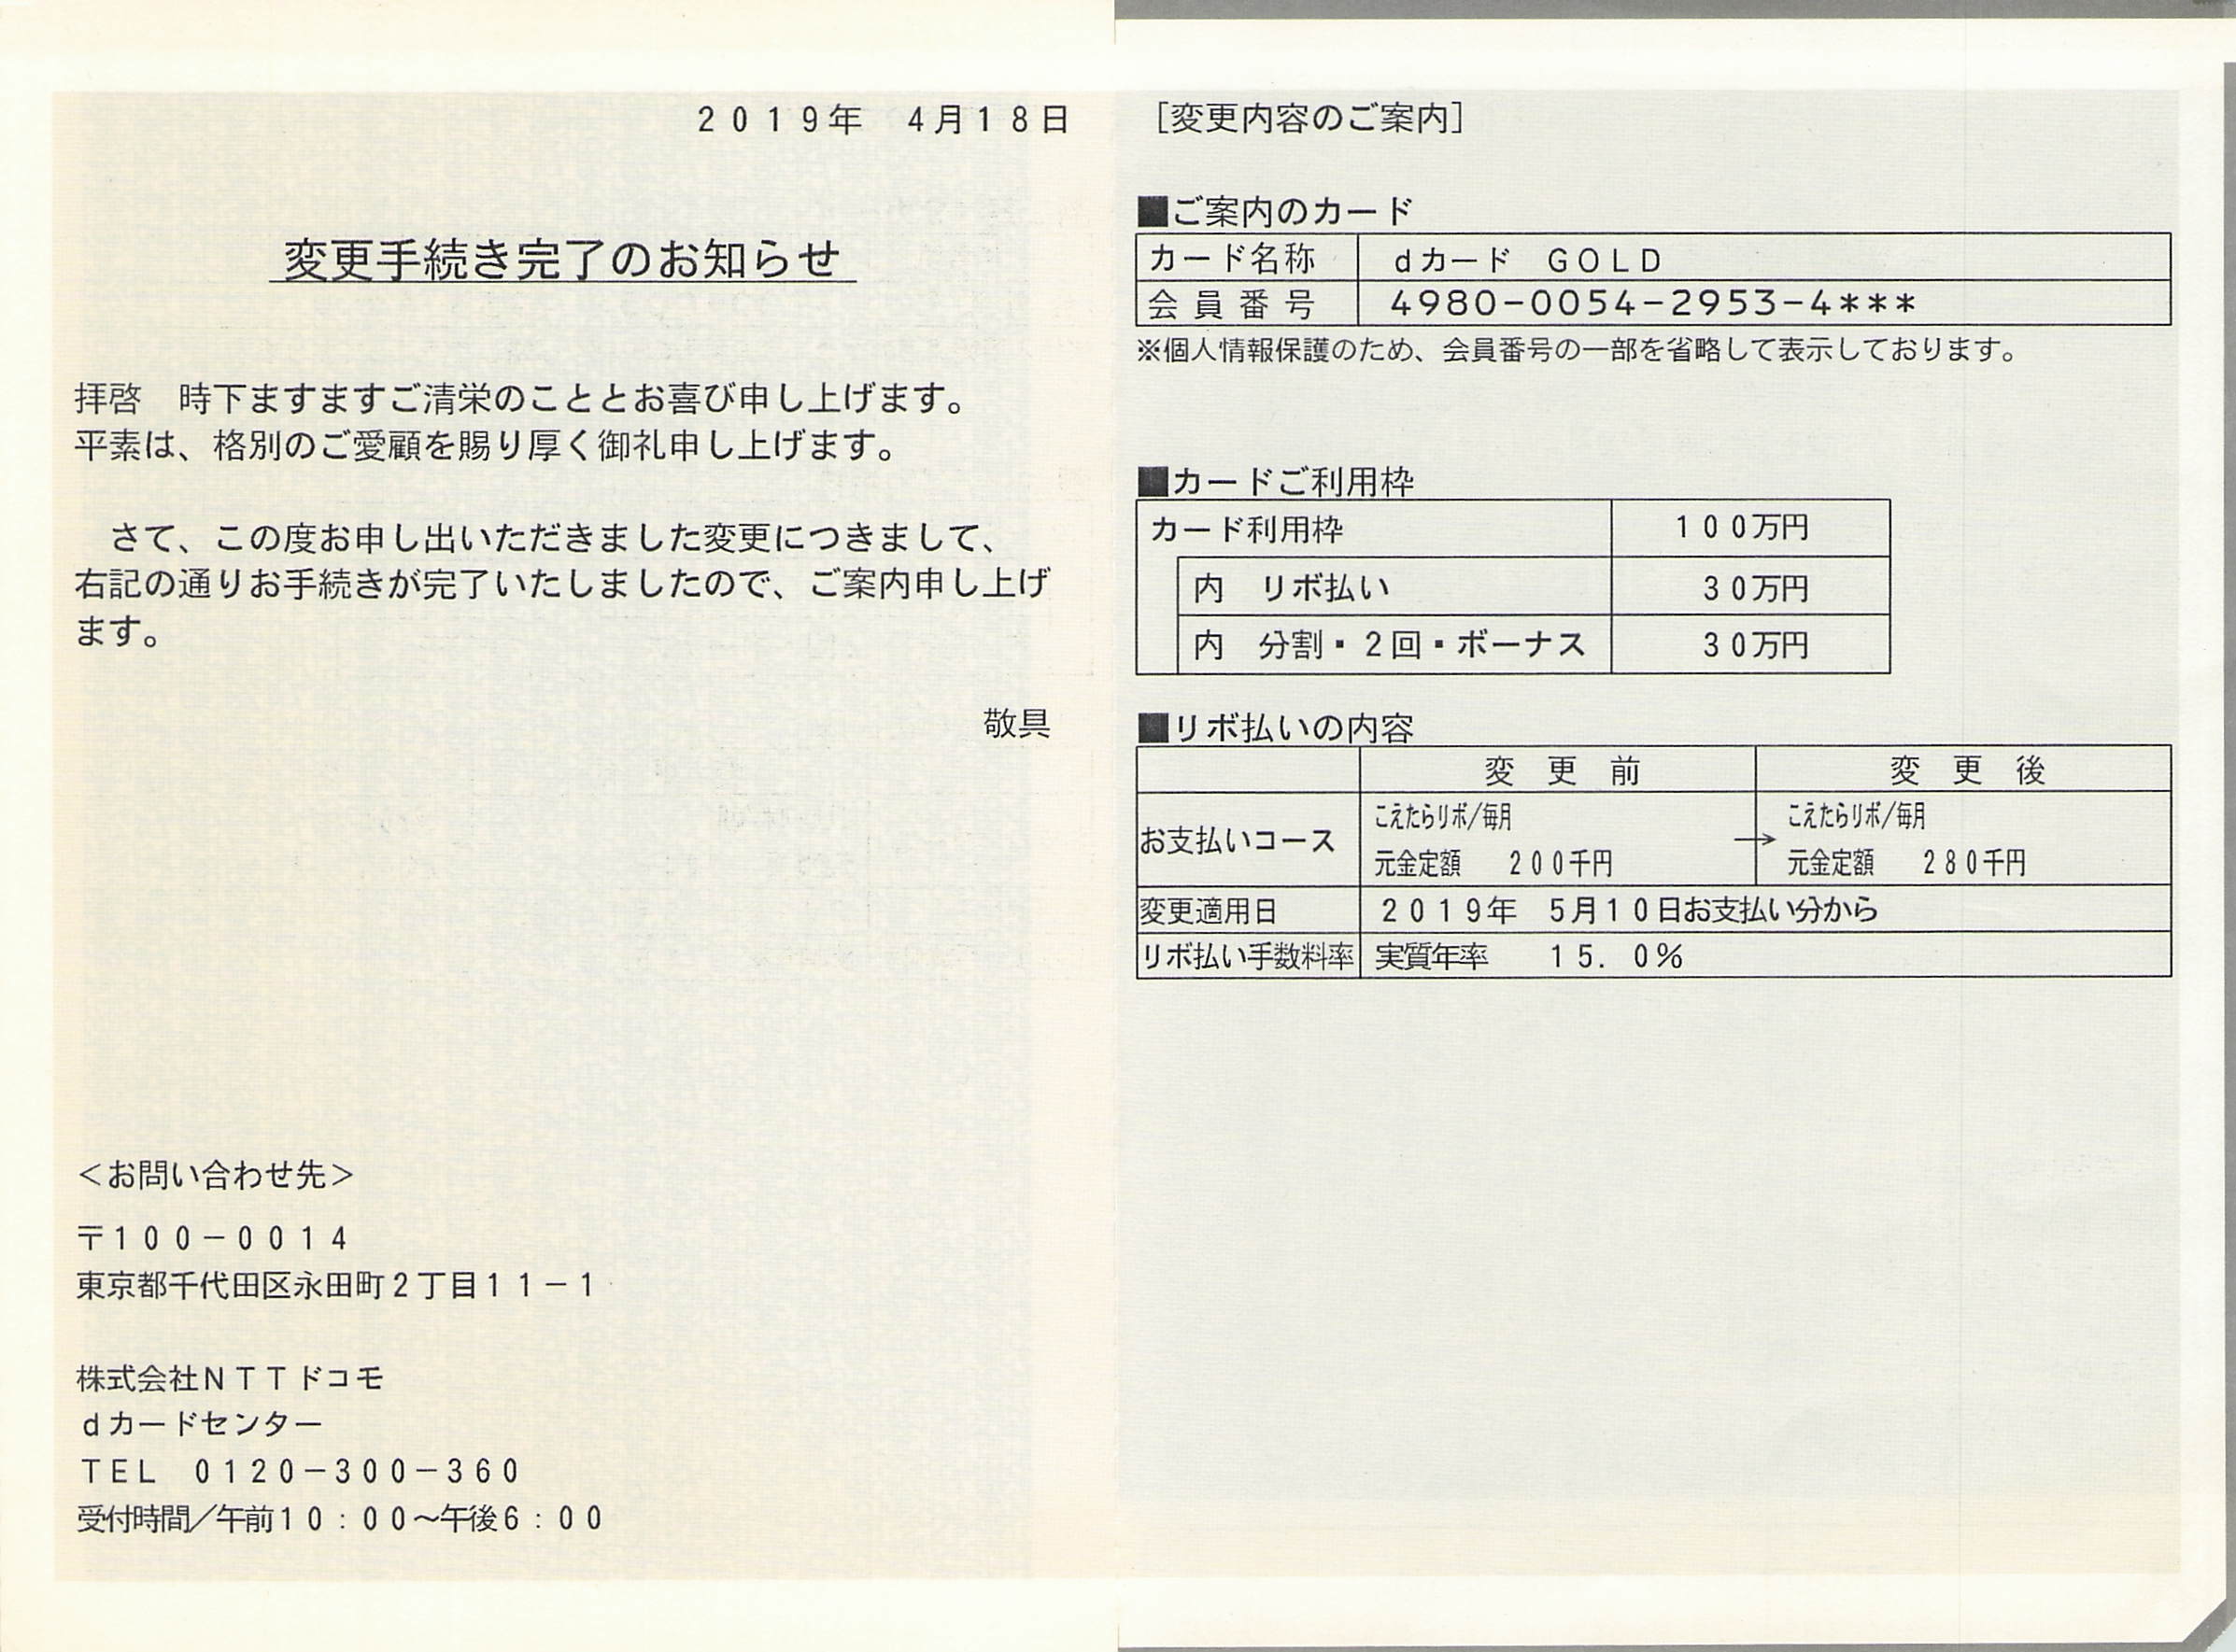 ２０１９年　４月１８日
変更手続き完了のお知らせ
拝啓　時下ますますご清栄のこととお喜び申し上げます。
平素は、格別のご愛顧を賜り厚く御礼申し上げます。
　さて、この度お申し出いただきました変更につきまして、
右記の通りお手続きが完了いたしましたので、ご案内申し上げ
ます。
敬具
＜お問い合わせ先＞
〒１００－００１４
東京都千代田区永田町２丁目１１－１
株式会社ＮＴＴドコモ
ｄカードセンター
ＴＥＬ　０１２０－３００－３６０
受付時間／午前１０：００～午後６：００
［変更内容のご案内］
■ご案内のカード
カード名称　ｄカード　ＧＯＬＤ
会員番号　4980-0054-2953-4***
※個人情報保護のため、会員番号の一部を省略して表示しております。
■カードご利用枠
カード利用枠　１００万円
内　リボ払い　３０万円
内　分割・２回・ボーナス　３０万円
■リボ払いの内容
変更前　変更後
お支払いコース　こえたらリボ/毎月　→　こえたらリボ/毎月
元金定額　２００千円　元金定額　２８０千円
変更適用日　２０１９年　５月１０日お支払い分から
リボ払い手数料率　実質年率　１５．０％